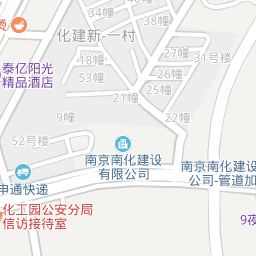 化建新一村
34幢
32幢
27幢
31号楼
18幢
26幢
泰亿阳光
精品酒店
53幢
25幢
21幢
22幢
9幢
52号楼
南京南化建设
有限公司
南京南化建设
公司-管道加
申通快递
化工园公安分局
信访接待室
9夜